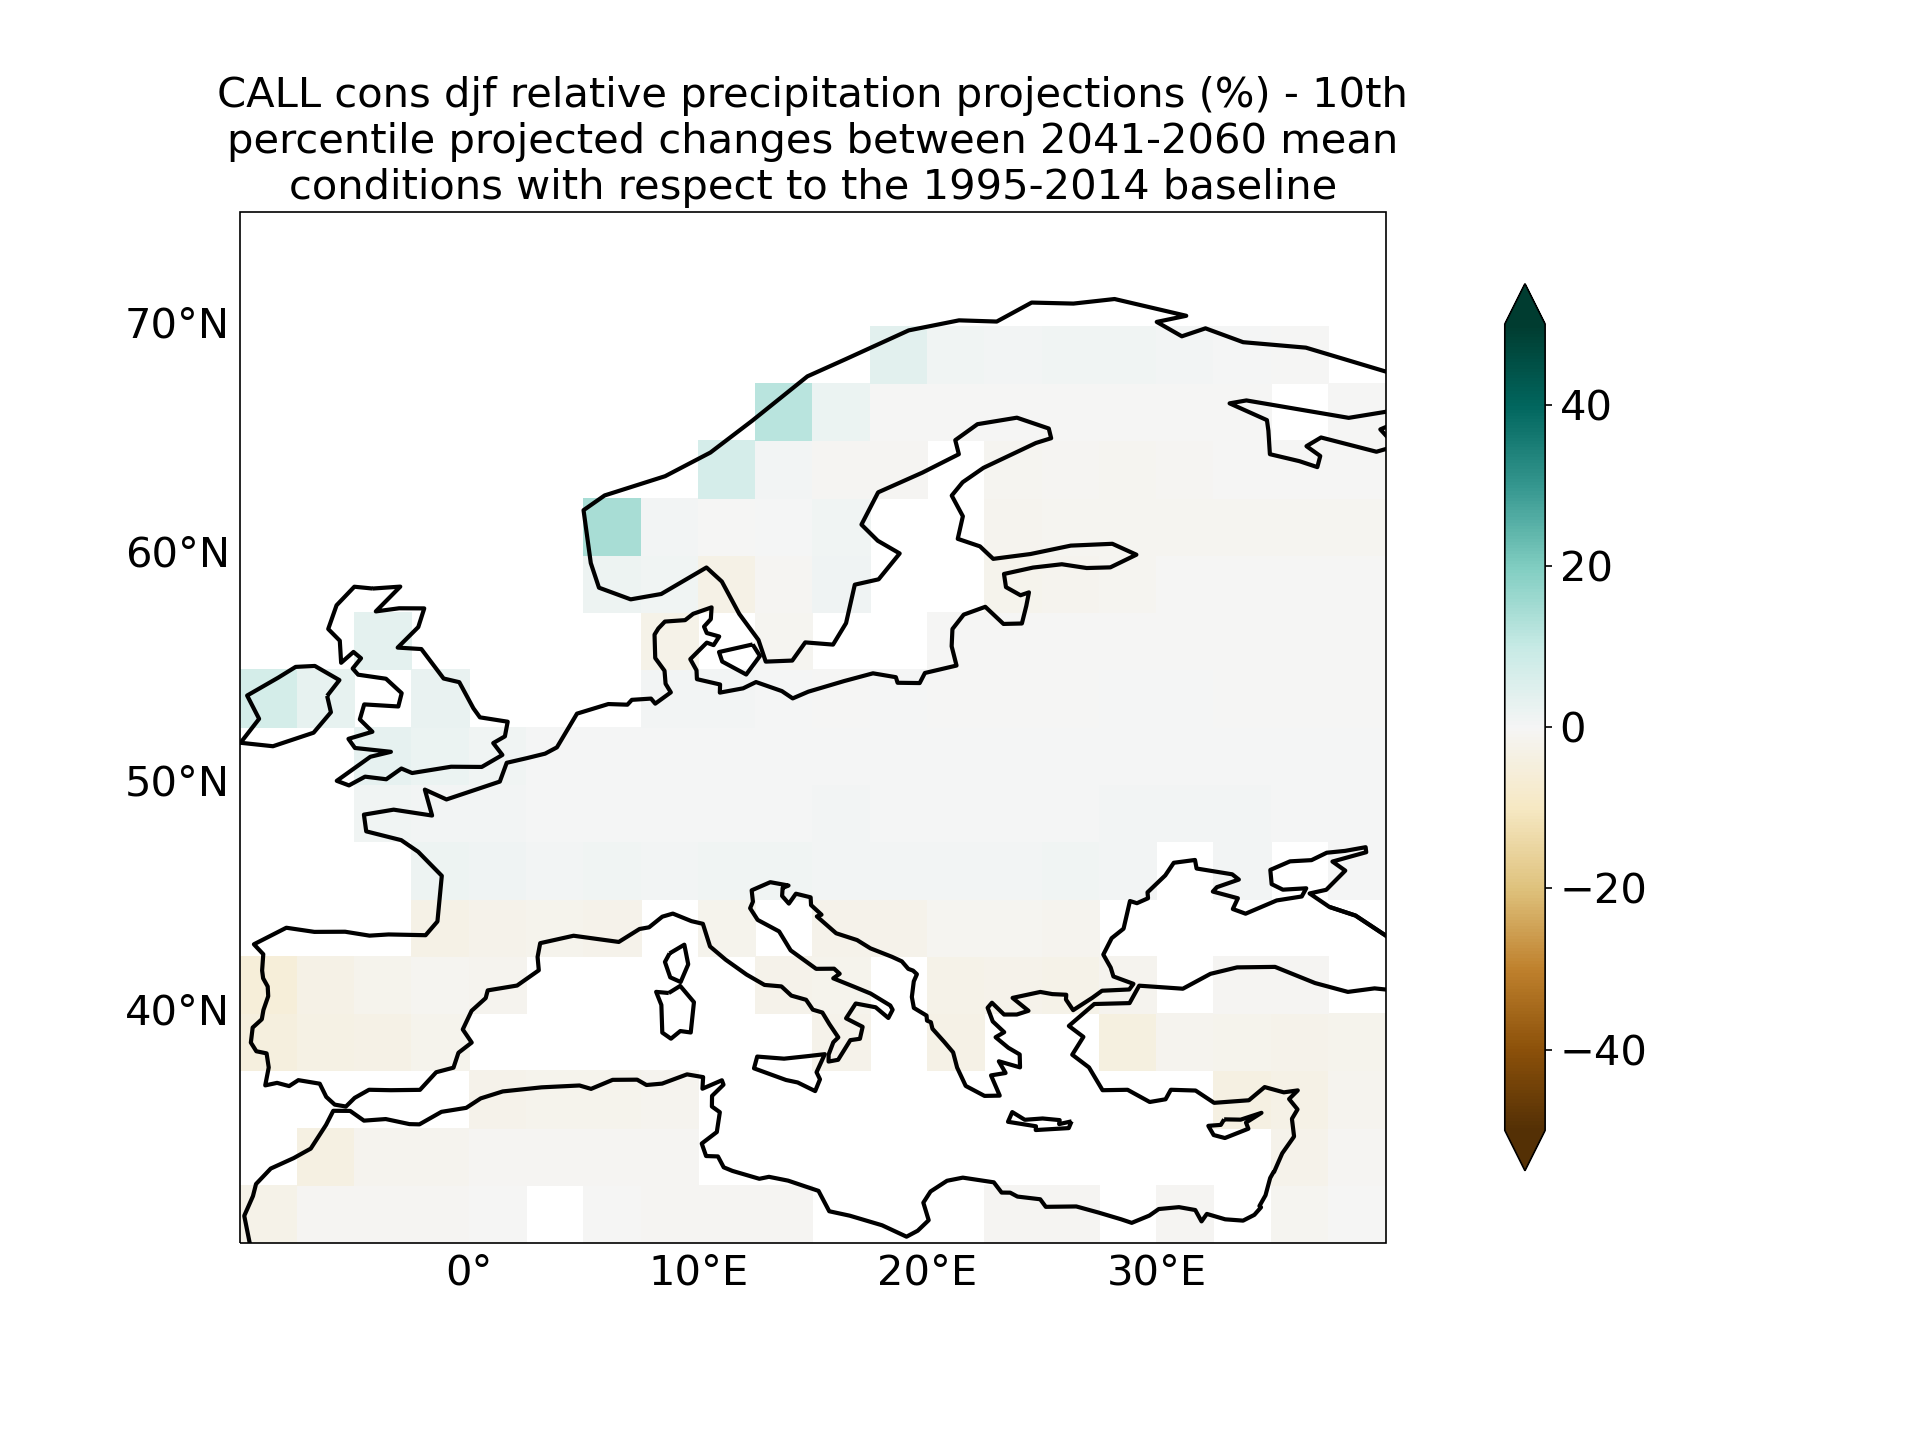 CALL cons djf relative precipitation projections (%) - 10th
percentile projected changes between 2041-2060 mean
conditions with respect to the 1995-2014 baseline
70°N
60°N
50°N
40°N
0°
10°E
20°E
30°E
40
20
0
−20
−40